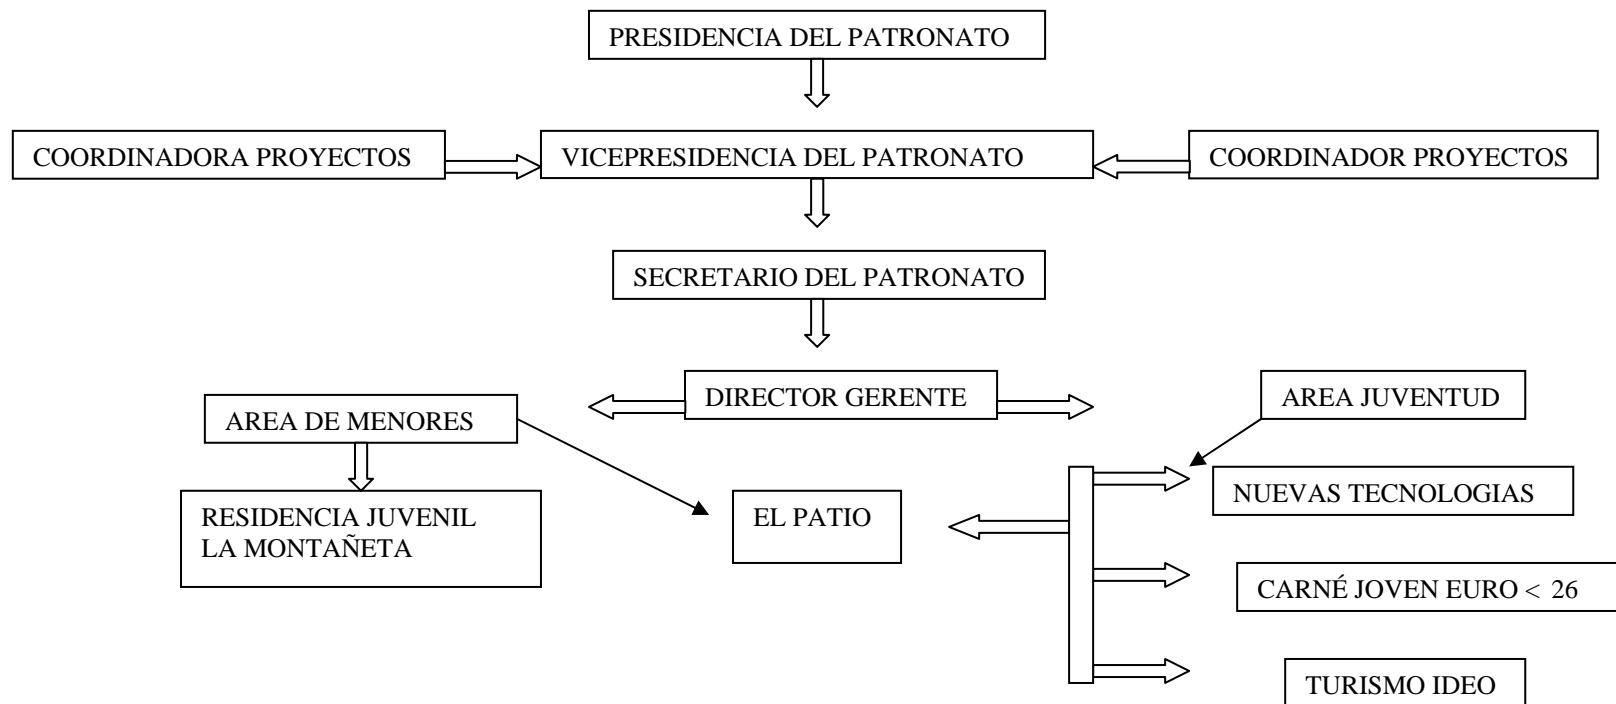 PRESIDENCIA DEL PATRONATO
COORDINADORA PROYECTOS
VICEPRESIDENCIA DEL PATRONATO
COORDINADOR PROYECTOS
SECRETARIO DEL PATRONATO
DIRECTOR GERENTE
AREA DE MENORES
AREA JUVENTUD
RESIDENCIA JUVENIL
LA MONTAÑETA
EL PATIO
NUEVAS TECNOLOGIAS
CARNÉ JOVEN EURO < 26
TURISMO IDEO